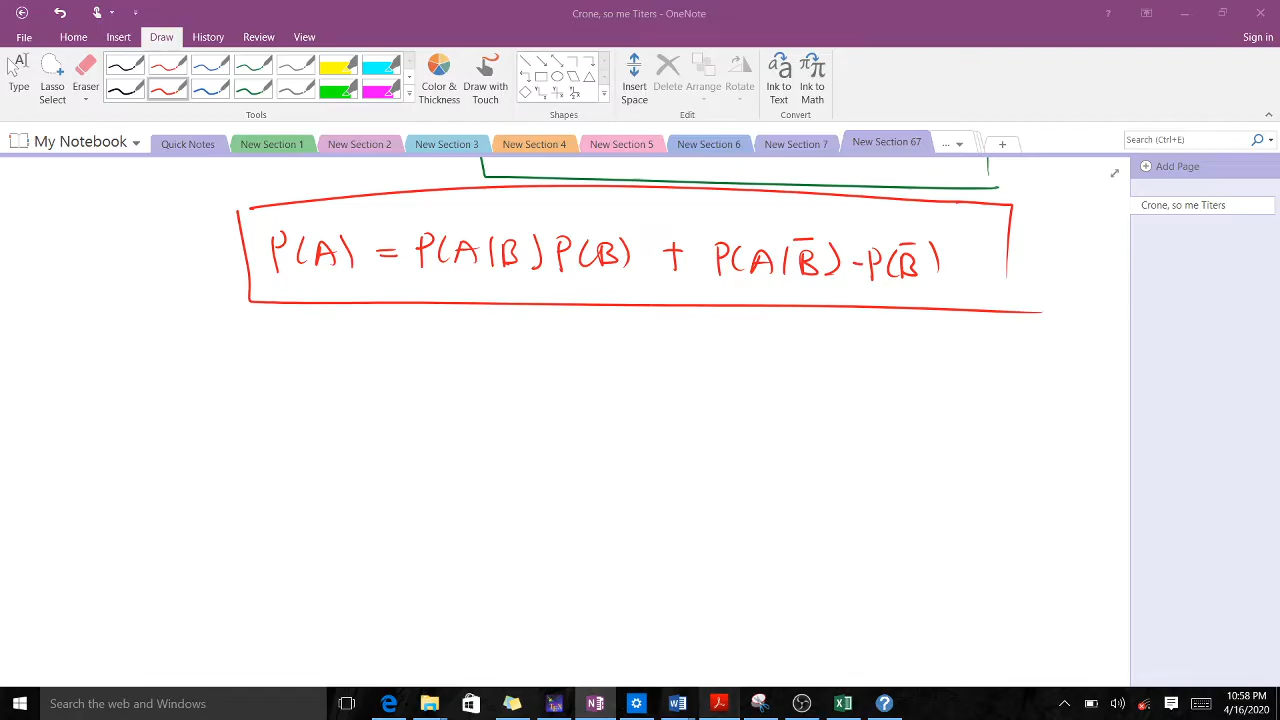 Crone, so me Titers - OneNote
?
File Home Insert Draw History Review View Sign in
Type Lasso Select Eraser Color & Thickness Draw with Touch Insert Space Delete Arrange Rotate Ink to Text Ink to Math
Tools Shapes Edit Convert
My Notebook Quick Notes New Section 1 New Section 2 New Section 3 New Section 4 New Section 5 New Section 6 New Section 7 New Section 67 ... + Search (Ctrl+E)
Add Page
Crone, so me Titers
P(A) = P(A|B) P(B) + P(A|B̅) - P(B̅)
Search the web and Windows
10:58 PM
4/16/2020